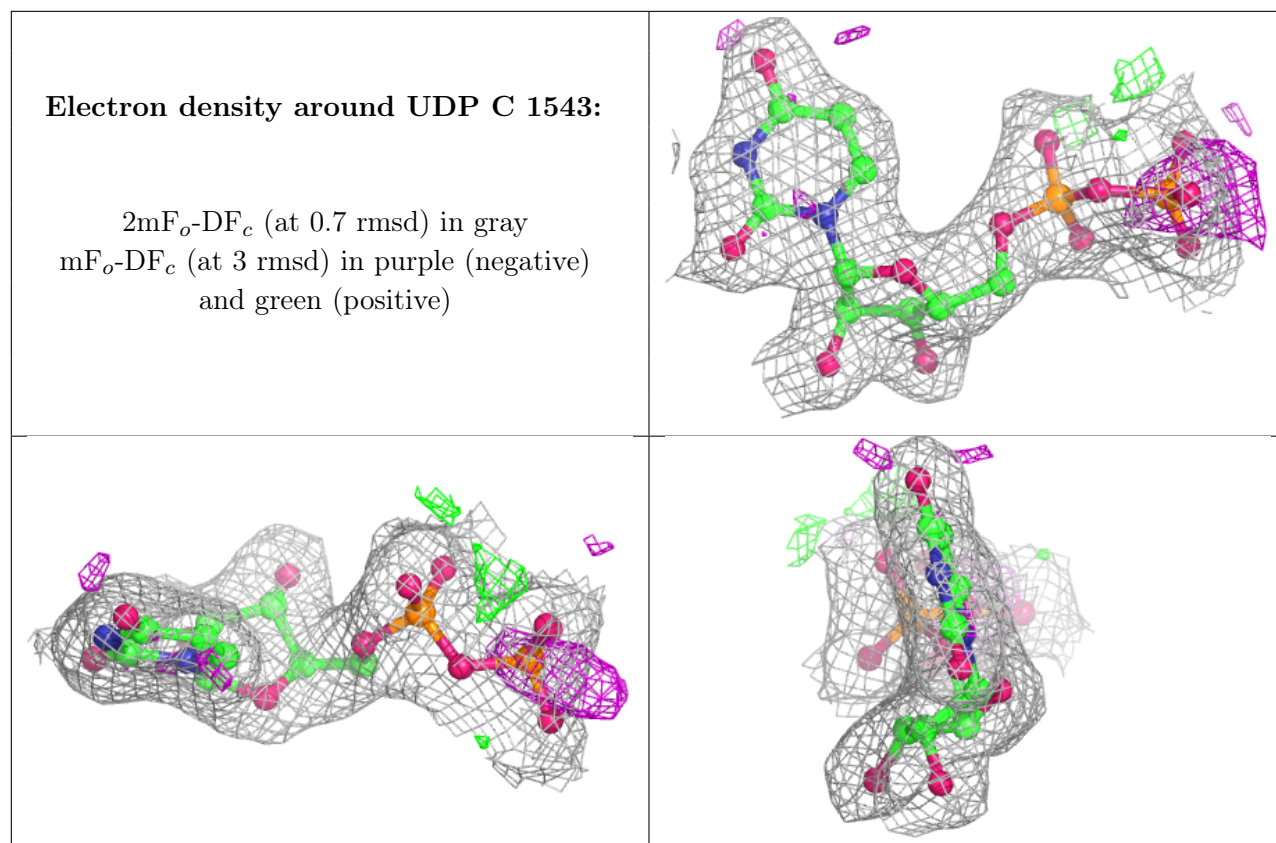 Electron density around UDP C 1543:
2mFo-DFc (at 0.7 rmsd) in gray
mFo-DFc (at 3 rmsd) in purple (negative)
and green (positive)